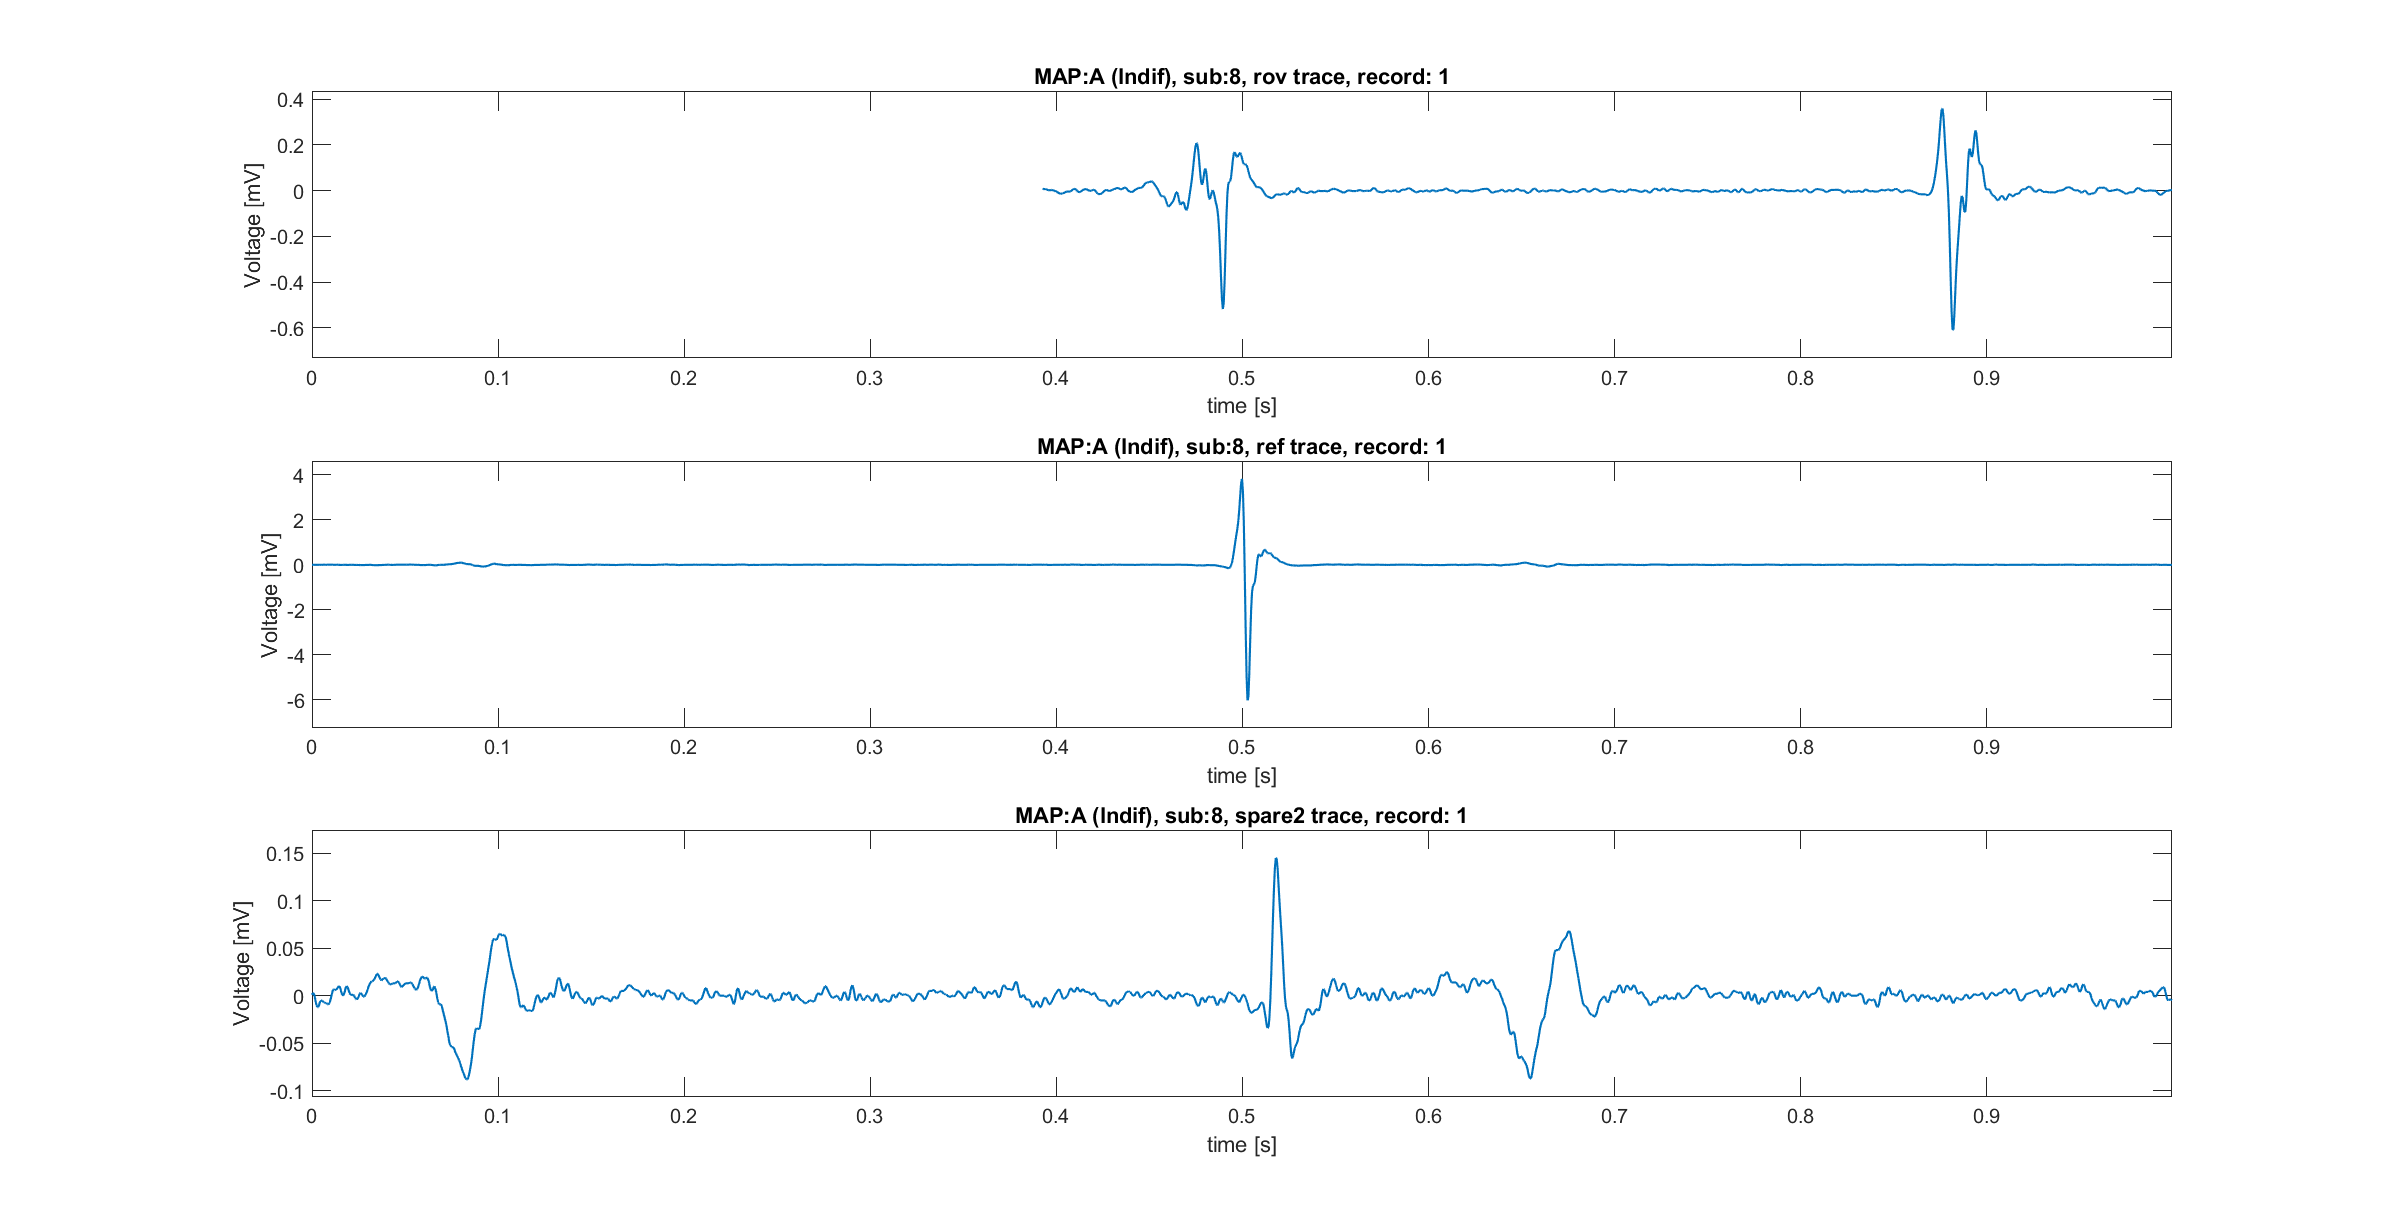 MAP:A (Indif), sub:8, rov trace, record: 1
Voltage [mV]
0.4
0.2
0
-0.2
-0.4
-0.6
0 0.1 0.2 0.3 0.4 0.5 0.6 0.7 0.8 0.9
time [s]
MAP:A (Indif), sub:8, ref trace, record: 1
Voltage [mV]
4
2
0
-2
-4
-6
0 0.1 0.2 0.3 0.4 0.5 0.6 0.7 0.8 0.9
time [s]
MAP:A (Indif), sub:8, spare2 trace, record: 1
Voltage [mV]
0.15
0.1
0.05
0
-0.05
-0.1
0 0.1 0.2 0.3 0.4 0.5 0.6 0.7 0.8 0.9
time [s]